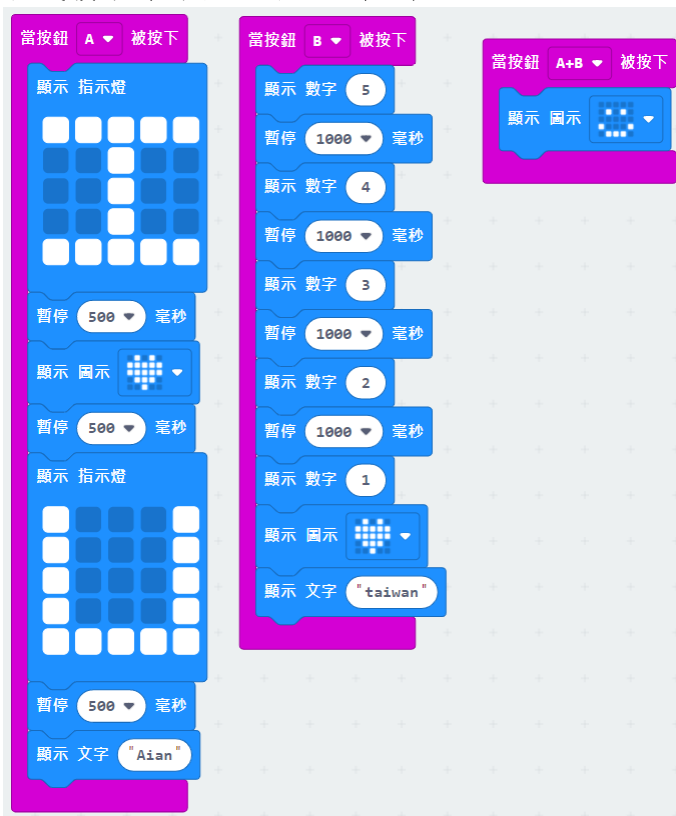 當按鈕 A 被按下
顯示 指示燈
暫停 500 毫秒
顯示 圖示
暫停 500 毫秒
顯示 指示燈
暫停 500 毫秒
顯示 文字 "Aian"
當按鈕 B 被按下
顯示 數字 5
暫停 1000 毫秒
顯示 數字 4
暫停 1000 毫秒
顯示 數字 3
暫停 1000 毫秒
顯示 數字 2
暫停 1000 毫秒
顯示 數字 1
顯示 圖示
顯示 文字 "taiwan"
當按鈕 A+B 被按下
顯示 圖示